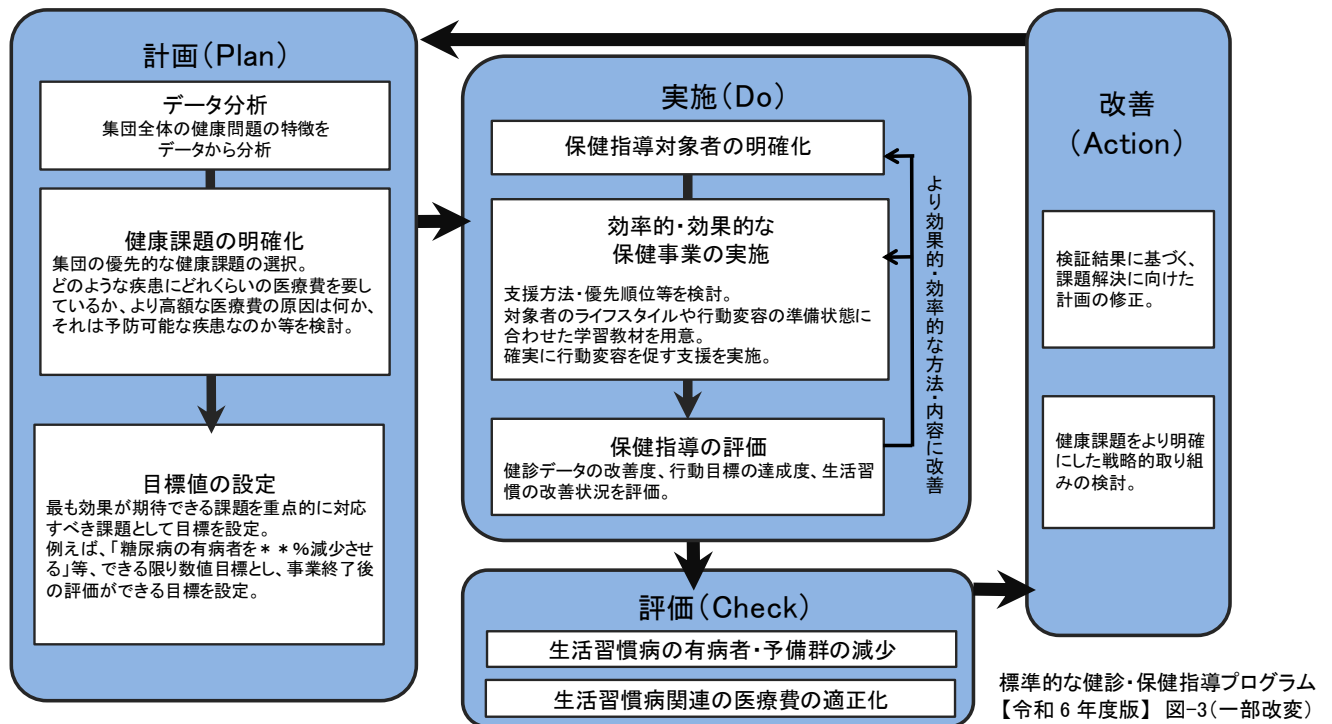 計画(Plan)
データ分析
集団全体の健康問題の特徴を
データから分析
健康課題の明確化
集団の優先的な健康課題の選択。
どのような疾患にどれくらいの医療費を要し
ているか、より高額な医療費の原因は何か、
それは予防可能な疾患なのか等を検討。
目標値の設定
最も効果が期待できる課題を重点的に対応
すべき課題として目標を設定。
例えば、「糖尿病の有病者を**%減少させ
る」等、できる限り数値目標とし、事業終了後
の評価ができる目標を設定。
実施(Do)
保健指導対象者の明確化
効率的・効果的な
保健事業の実施
支援方法・優先順位等を検討。
対象者のライフスタイルや行動変容の準備状態に
合わせた学習教材を用意。
確実に行動変容を促す支援を実施。
保健指導の評価
健診データの改善度、行動目標の達成度、生活習
慣の改善状況を評価。
より効果的・効率的な方法・内容に改善
評価(Check)
生活習慣病の有病者・予備群の減少
生活習慣病関連の医療費の適正化
改善
(Action)
検証結果に基づく、
課題解決に向けた
計画の修正。
健康課題をより明確
にした戦略的取り組
みの検討。
標準的な健診・保健指導プログラム
【令和6年度版】 図-3(一部改変)